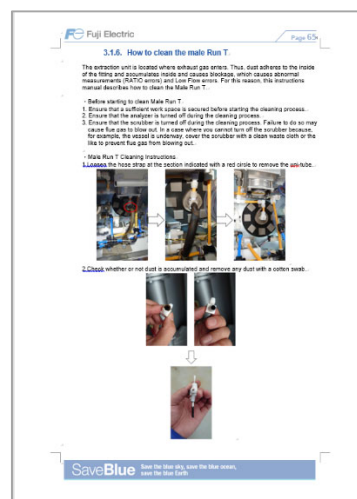 Fuji Electric
Page 65
3.1.6. How to clean the male Run T
The extraction unit is located where exhaust gas enters. Thus, dust adheres to the inside
of the fitting and accumulates inside and causes blockage, which causes abnormal
measurements (RATIO errors) and Low Flow errors. For this reason, this instructions
manual describes how to clean the Male Run T.
- Before starting to clean Male Run T
1. Ensure that a sufficient work space is secured before starting the cleaning process.
2. Ensure that the analyzer is turned off during the cleaning process.
3. Ensure that the scrubber is turned off during the cleaning process. Failure to do so may
cause flue gas to blow out. In a case where you cannot turn off the scrubber because,
for example, the vessel is underway, cover the scrubber with a clean waste cloth or the
like to prevent flue gas from blowing out.
- Male Run T Cleaning Instructions
1.Loosen the hose strap at the section indicated with a red circle to remove the uni-tube.
2.Check whether or not dust is accumulated and remove any dust with a cotton swab.
SaveBlue Save the blue sky, save the blue ocean,
save the blue Earth